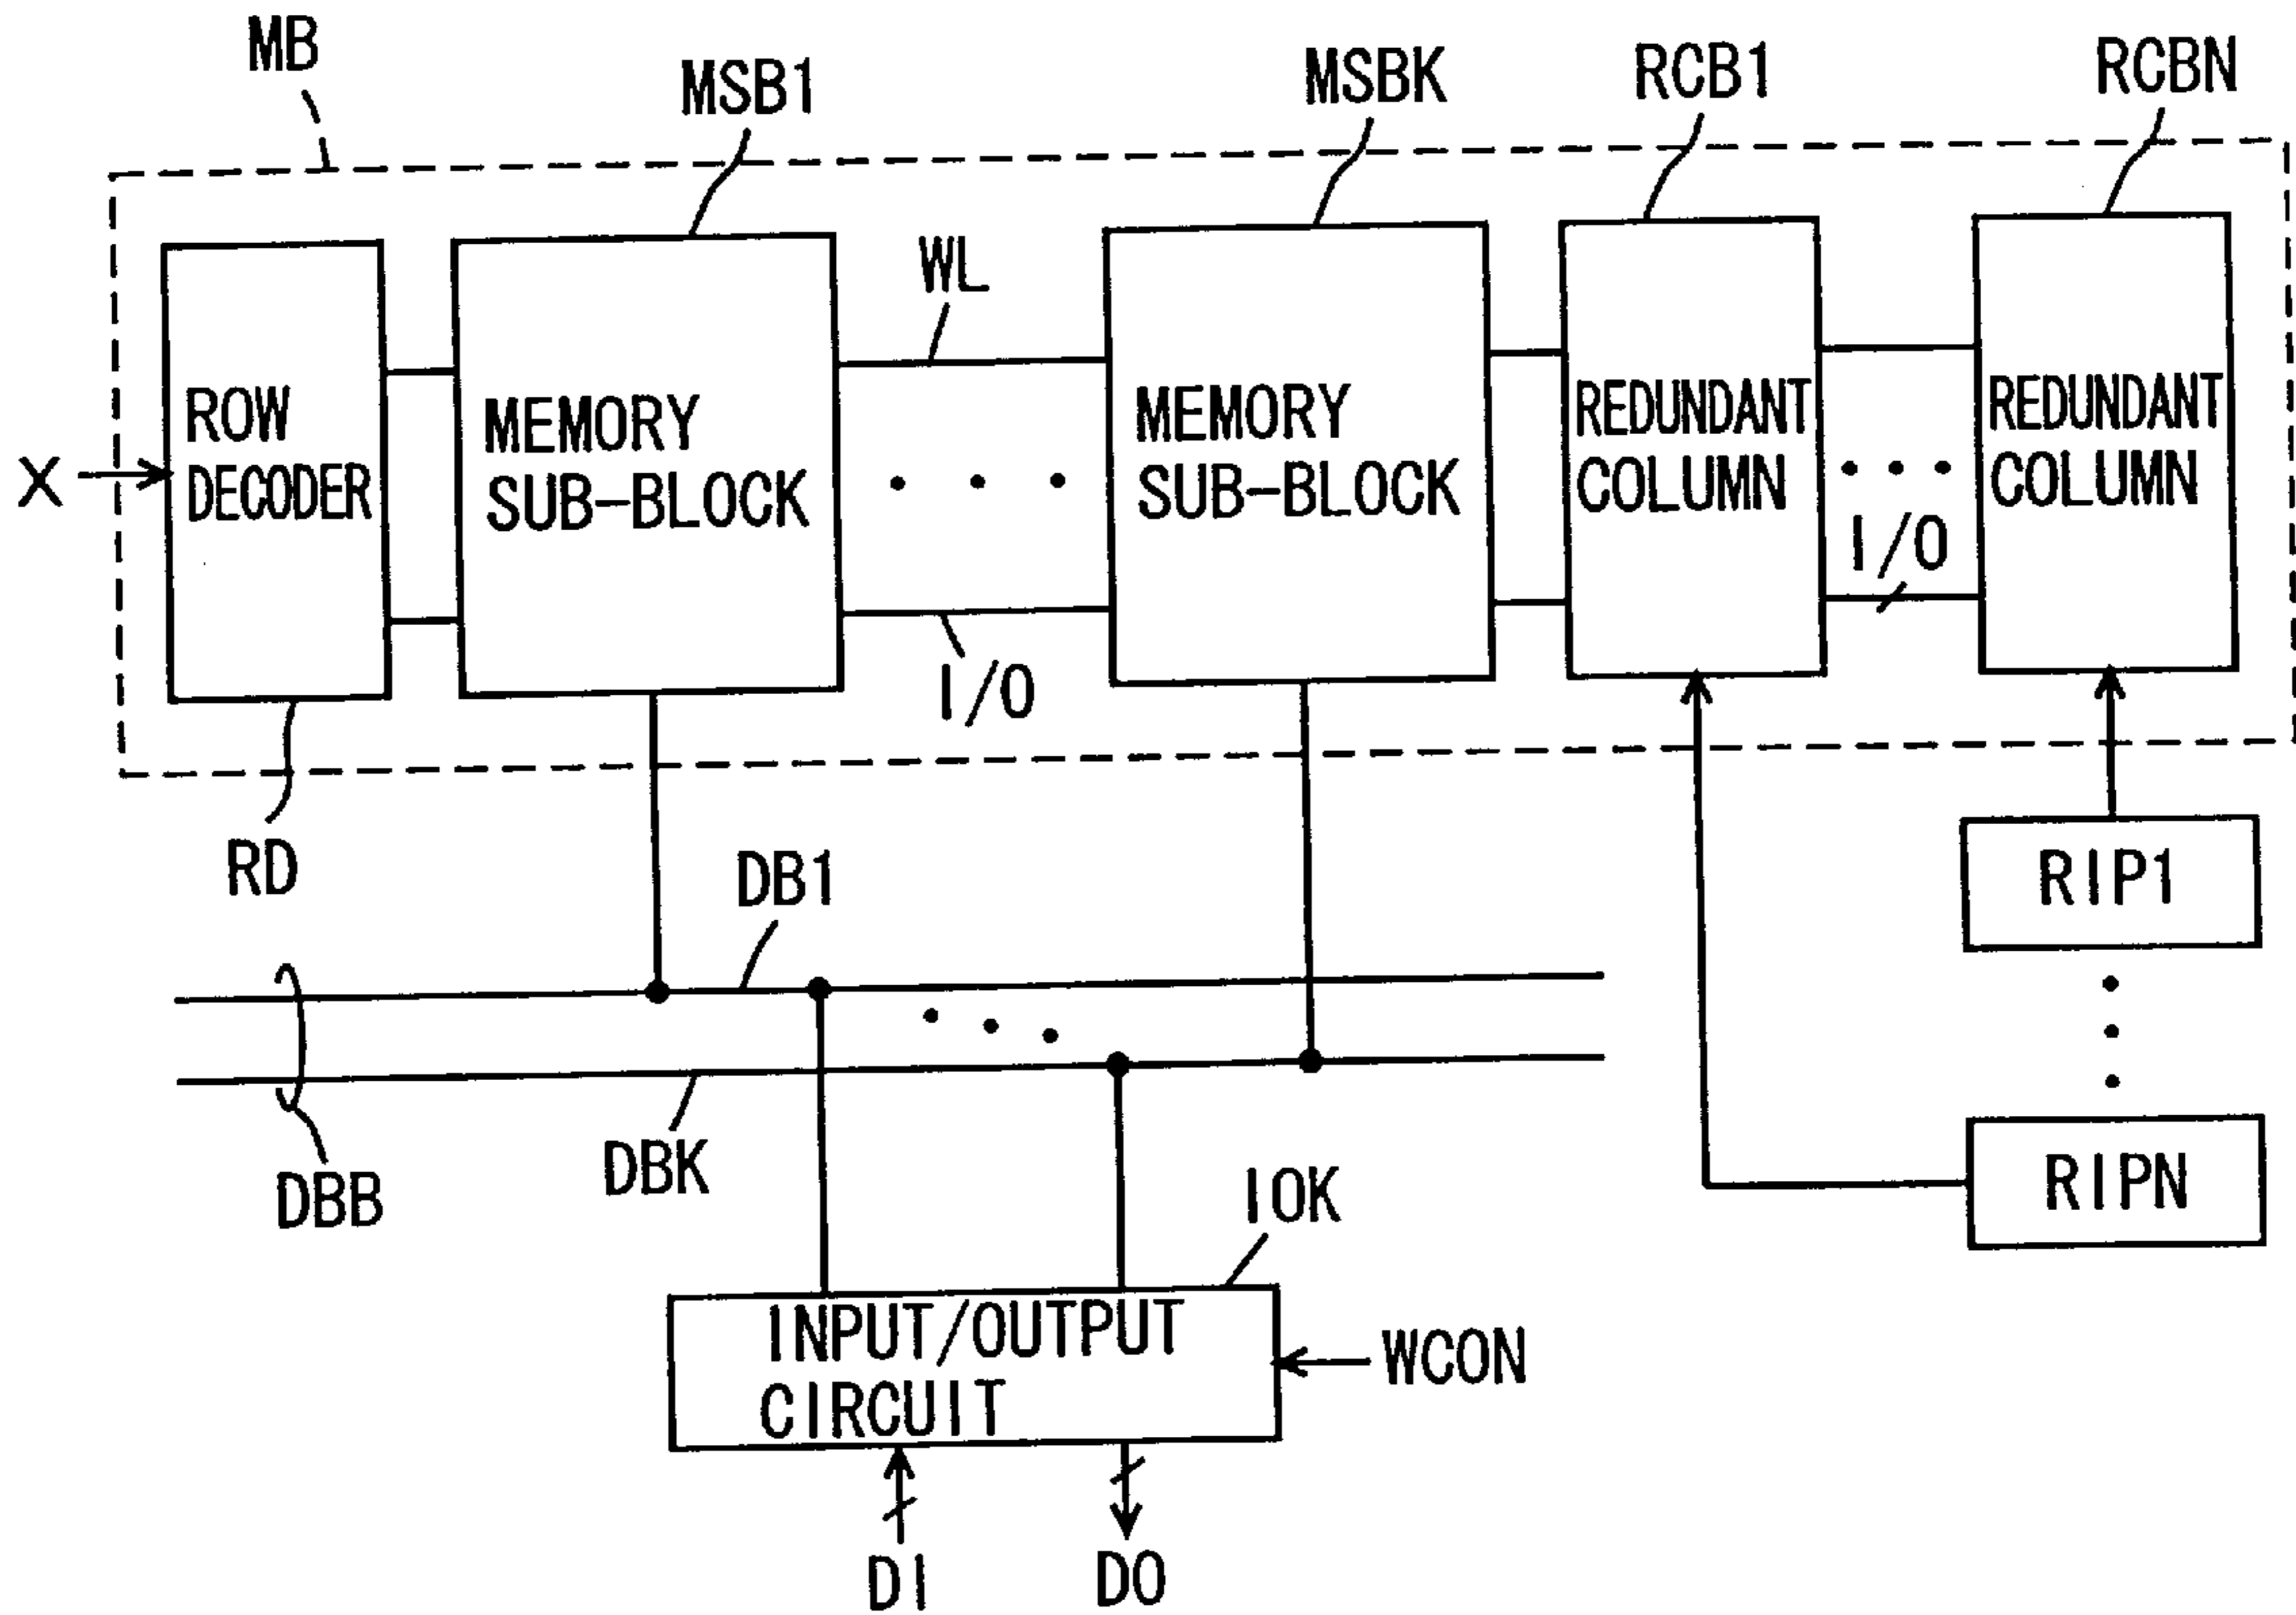 MB
MSB1
MSBK
RCB1
RCBN
WL
ROW
DECODER
MEMORY
SUB-BLOCK
MEMORY
SUB-BLOCK
REDUNDANT
COLUMN
REDUNDANT
COLUMN
X
I/O
I/O
RD
DB1
RIP1
DBB
DBK
IOK
RIPN
INPUT/OUTPUT
CIRCUIT
WCON
DI
DO